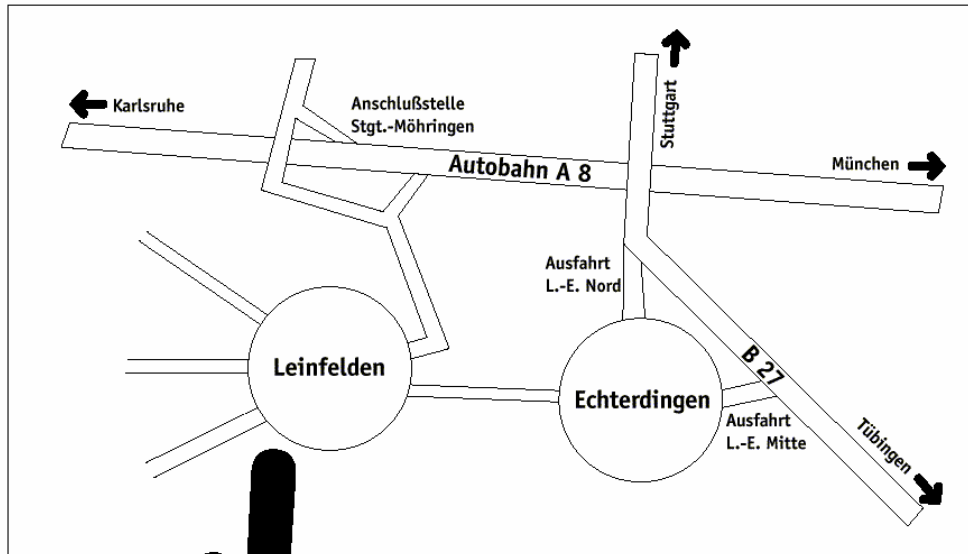 Karlsruhe
Anschlußstelle
Stgt.-Möhringen
Stuttgart
Autobahn A 8
München
Ausfahrt
L.-E. Nord
Leinfelden
Echterdingen
B 27
Ausfahrt
L.-E. Mitte
Tübingen